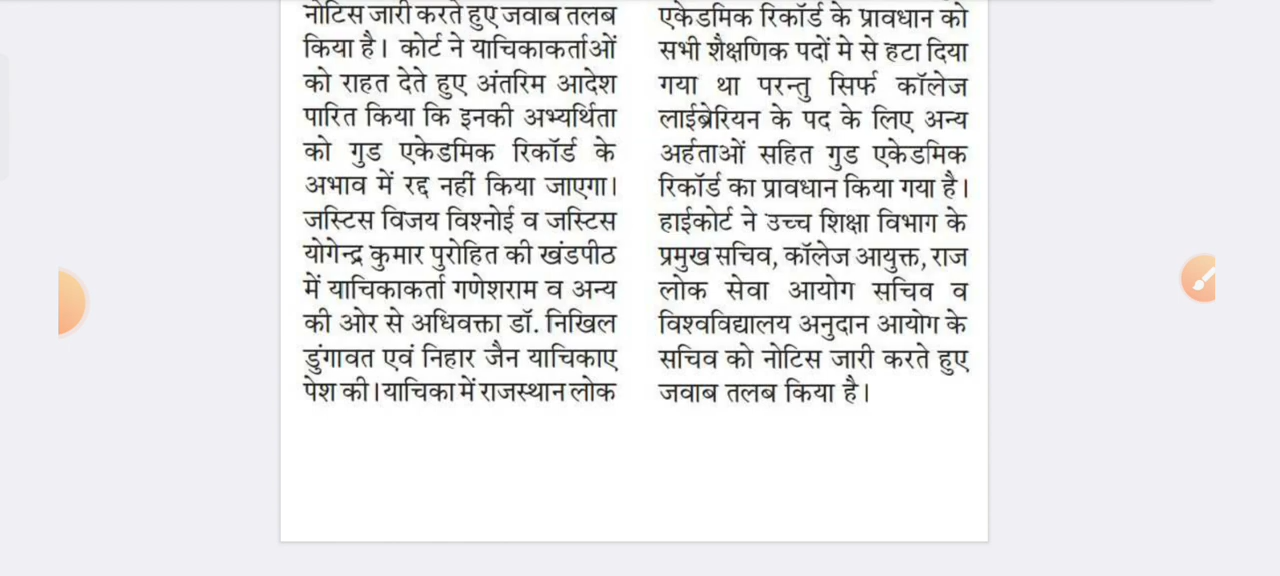 नोटिस जारी करते हुए जवाब तलब
किया है। कोर्ट ने याचिकाकर्ताओं
को राहत देते हुए अंतरिम आदेश
पारित किया कि इनकी अभ्यर्थिता
को गुड एकेडमिक रिकॉर्ड के
अभाव में रद्द नहीं किया जाएगा।
जस्टिस विजय विश्नोई व जस्टिस
योगेन्द्र कुमार पुरोहित की खंडपीठ
में याचिकाकर्ता गणेशराम व अन्य
की ओर से अधिवक्ता डॉ. निखिल
डुंगावत एवं निहार जैन याचिकाए
पेश की।याचिका में राजस्थान लोक
एकेडमिक रिकॉर्ड के प्रावधान को
सभी शैक्षणिक पदों मे से हटा दिया
गया था परन्तु सिर्फ कॉलेज
लाईब्रेरियन के पद के लिए अन्य
अर्हताओं सहित गुड एकेडमिक
रिकॉर्ड का प्रावधान किया गया है।
हाईकोर्ट ने उच्च शिक्षा विभाग के
प्रमुख सचिव, कॉलेज आयुक्त, राज
लोक सेवा आयोग सचिव व
विश्वविद्यालय अनुदान आयोग के
सचिव को नोटिस जारी करते हुए
जवाब तलब किया है।